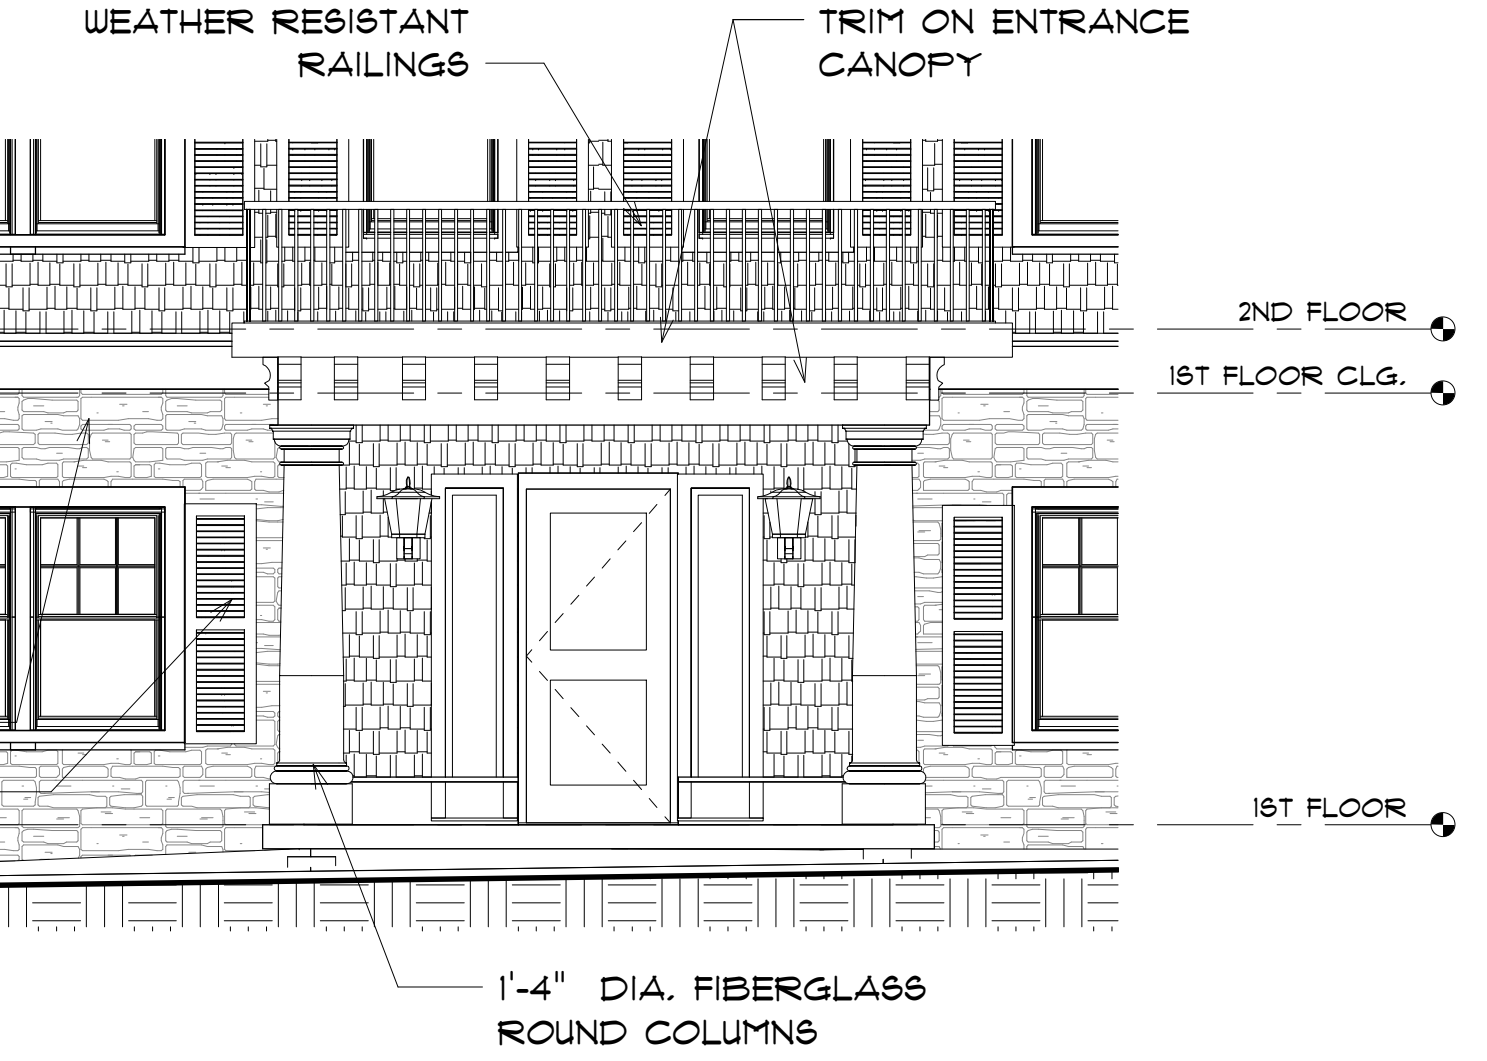 WEATHER RESISTANT
RAILINGS
TRIM ON ENTRANCE
CANOPY
2ND FLOOR
1ST FLOOR CLG.
1ST FLOOR
1'-4" DIA. FIBERGLASS
ROUND COLUMNS